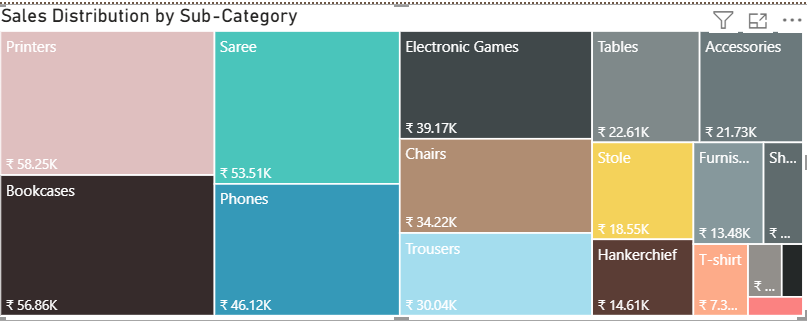 Sales Distribution by Sub-Category
Printers
₹ 58.25K
Bookcases
₹ 56.86K
Saree
₹ 53.51K
Phones
₹ 46.12K
Electronic Games
₹ 39.17K
Chairs
₹ 34.22K
Trousers
₹ 30.04K
Tables
₹ 22.61K
Accessories
₹ 21.73K
Stole
₹ 18.55K
Furnis...
₹ 13.48K
Sh...
₹ ...
Hankerchief
₹ 14.61K
T-shirt
₹ 7.3...
₹ ...